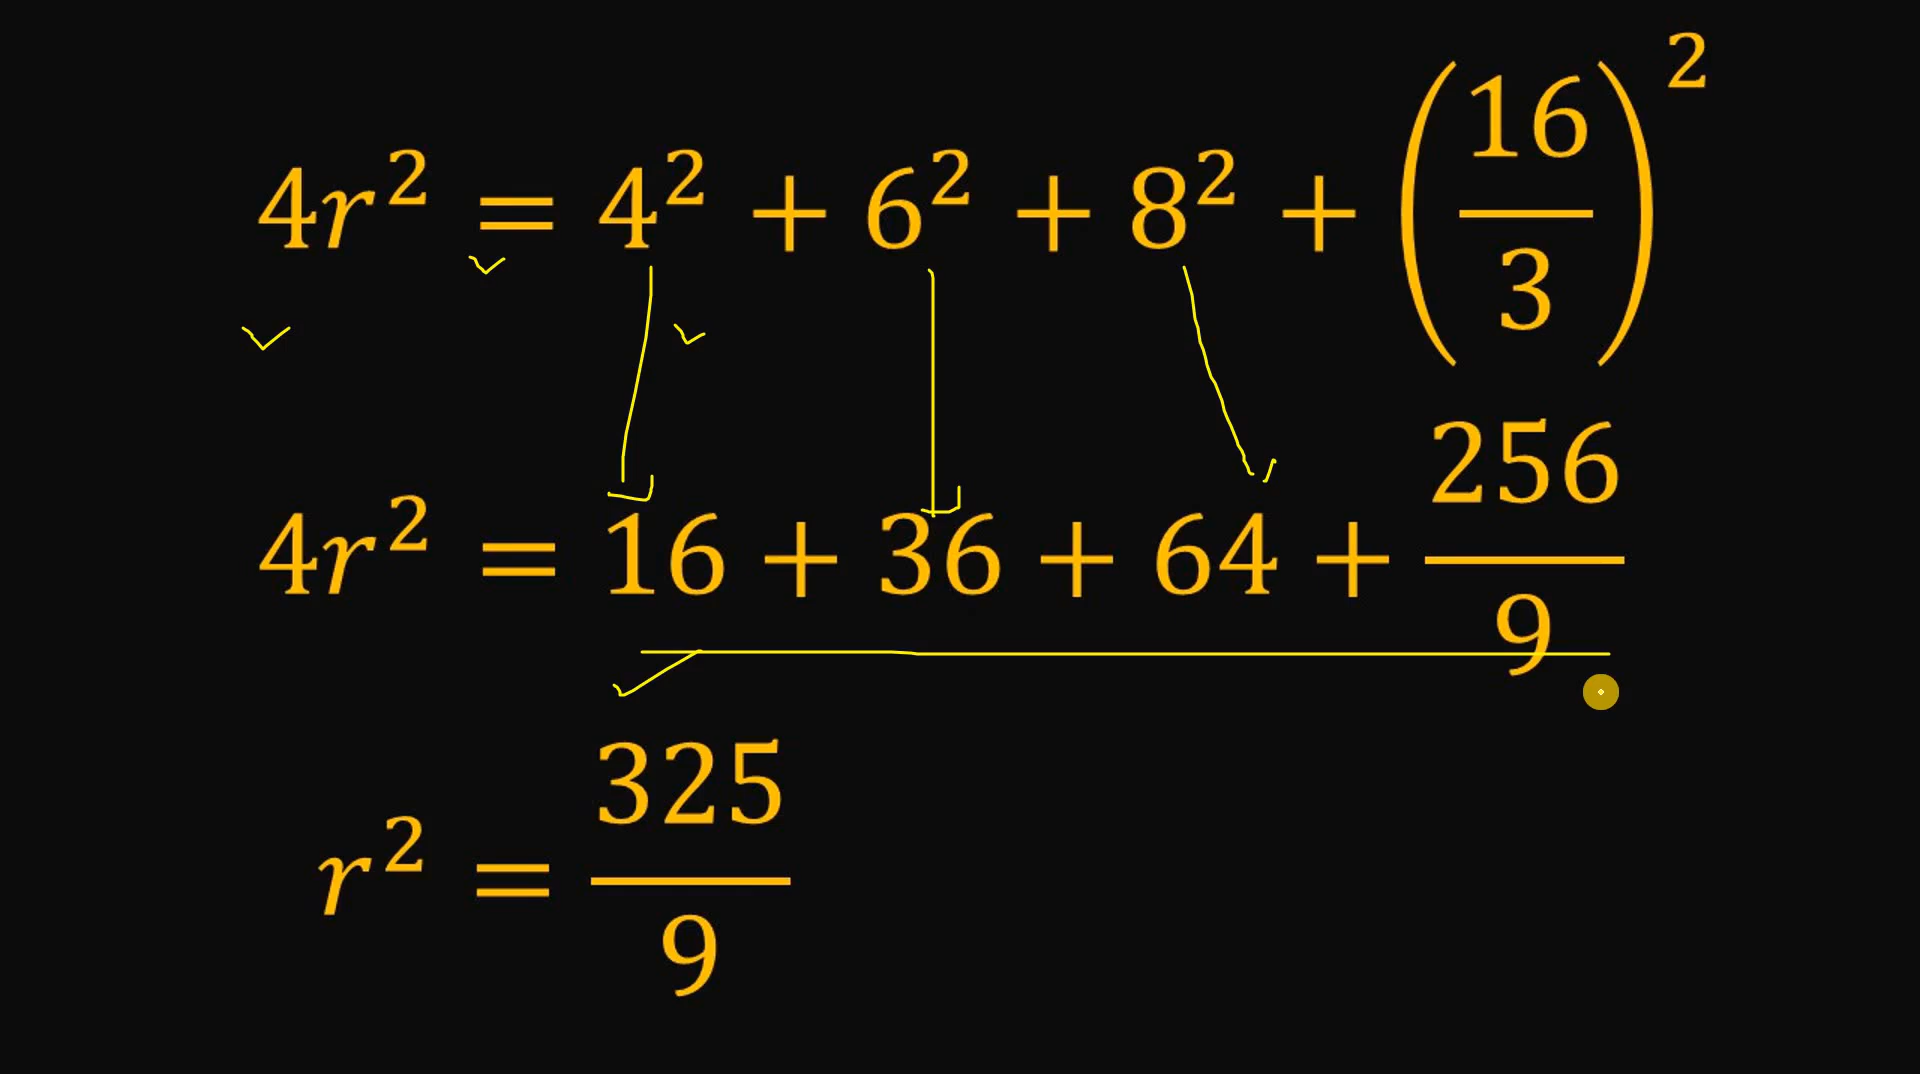 4r² = 4² + 6² + 8² + (16/3)²
4r² = 16 + 36 + 64 + 256/9
r² = 325/9